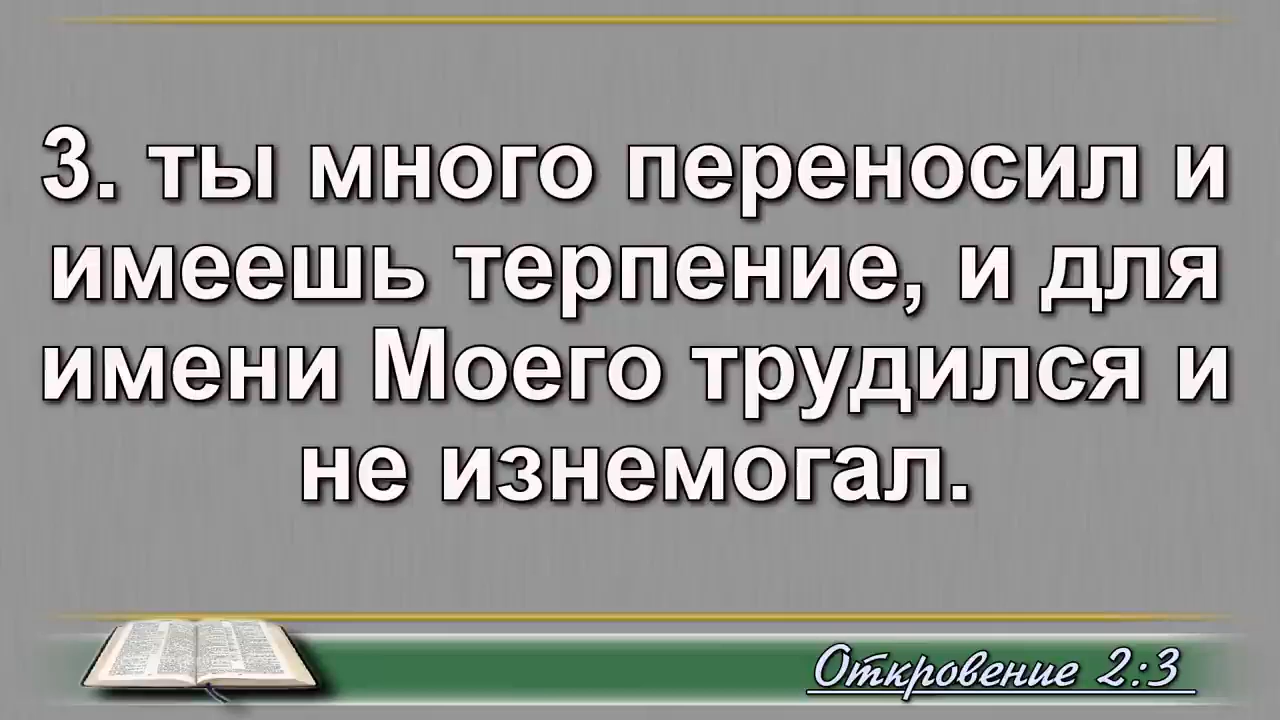 3. ты много переносил и
имеешь терпение, и для
имени Моего трудился и
не изнемогал.
Откровение 2:3